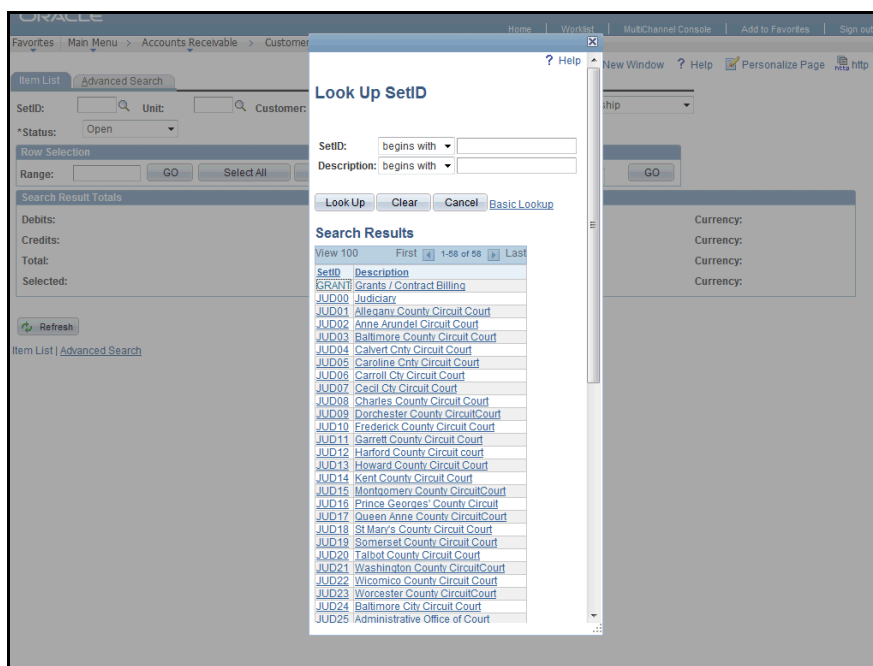 ORACLE
Home | Worklist | MultiChannel Console | Add to Favorites | Sign out
Favorites Main Menu > Accounts Receivable > Customer
New Window ? Help Personalize Page http
? Help
Item List Advanced Search
Look Up SetID
SetID: Unit: Customer:
*Status: Open
Row Selection
Range: GO Select All GO
Search Result Totals
Debits: Currency:
Credits: Currency:
Total: Currency:
Selected: Currency:
Refresh
Item List | Advanced Search
SetID: begins with
Description: begins with
Look Up Clear Cancel Basic Lookup
Search Results
View 100 First 1-58 of 58 Last
SetID Description
GRANT Grants / Contract Billing
JUD00 Judiciary
JUD01 Allegany County Circuit Court
JUD02 Anne Arundel Circuit Court
JUD03 Baltimore County Circuit Court
JUD04 Calvert Cnty Circuit Court
JUD05 Caroline Cnty Circuit Court
JUD06 Carroll Cty Circuit Court
JUD07 Cecil Cty Circuit Court
JUD08 Charles County Circuit Court
JUD09 Dorchester County CircuitCourt
JUD10 Frederick County Circuit Court
JUD11 Garrett County Circuit Court
JUD12 Harford County Circuit court
JUD13 Howard County Circuit Court
JUD14 Kent County Circuit Court
JUD15 Montgomery County CircuitCourt
JUD16 Prince Georges' County Circuit
JUD17 Queen Anne County CircuitCourt
JUD18 St Mary's County Circuit Court
JUD19 Somerset County Circuit Court
JUD20 Talbot County Circuit Court
JUD21 Washington County CircuitCourt
JUD22 Wicomico County Circuit Court
JUD23 Worcester County CircuitCourt
JUD24 Baltimore City Circuit Court
JUD25 Administrative Office of Court